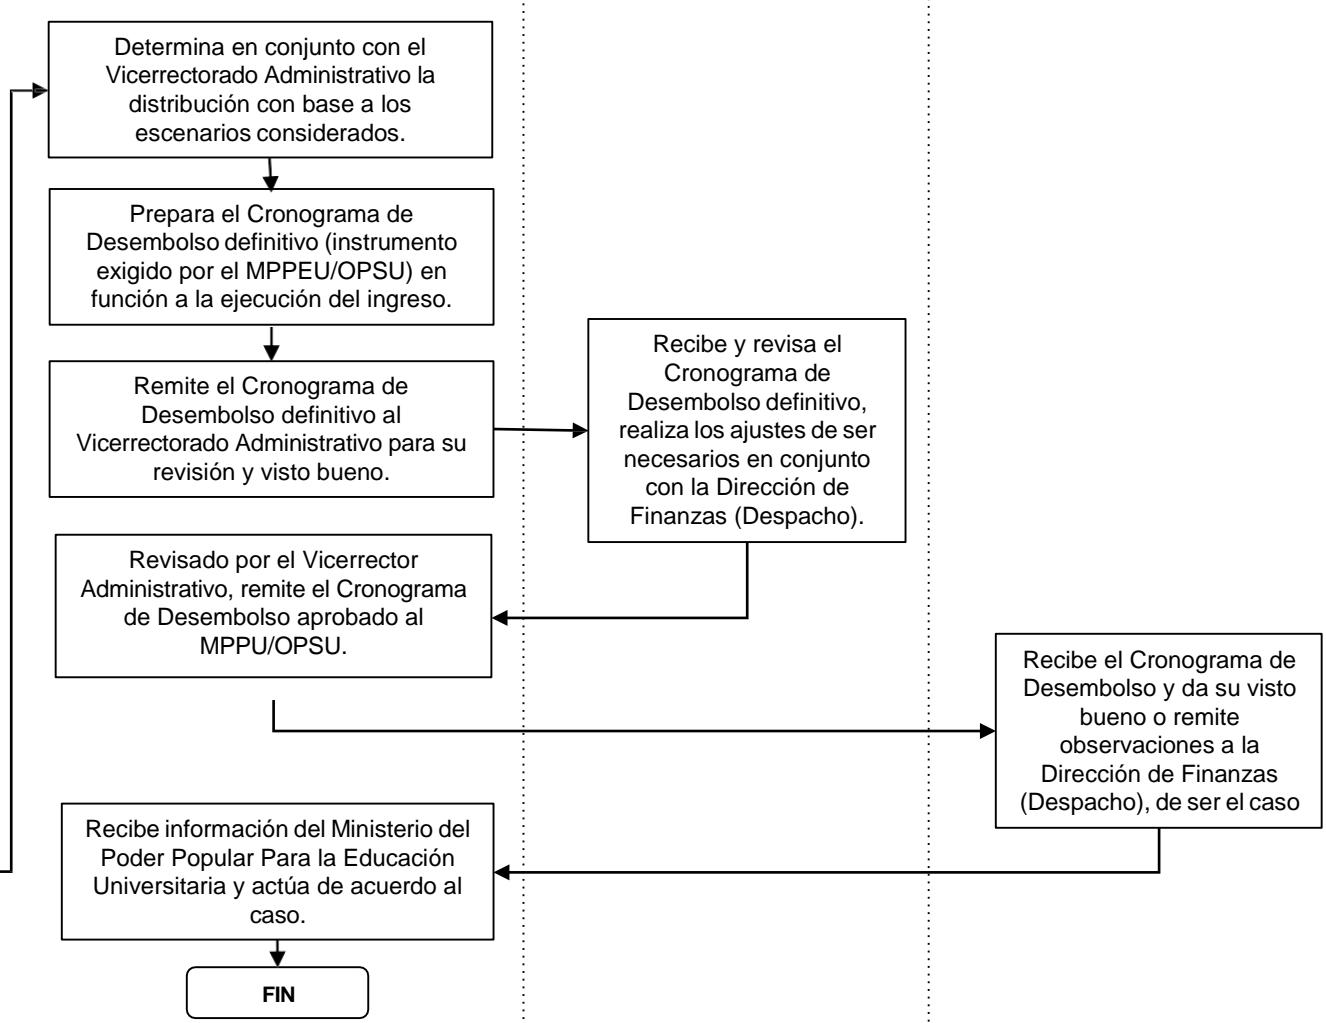 Determina en conjunto con el
Vicerrectorado Administrativo la
distribución con base a los
escenarios considerados.
Prepara el Cronograma de
Desembolso definitivo (instrumento
exigido por el MPPEU/OPSU) en
función a la ejecución del ingreso.
Remite el Cronograma de
Desembolso definitivo al
Vicerrectorado Administrativo para su
revisión y visto bueno.
Recibe y revisa el
Cronograma de
Desembolso definitivo,
realiza los ajustes de ser
necesarios en conjunto
con la Dirección de
Finanzas (Despacho).
Revisado por el Vicerrector
Administrativo, remite el Cronograma
de Desembolso aprobado al
MPPU/OPSU.
Recibe el Cronograma de
Desembolso y da su visto
bueno o remite
observaciones a la
Dirección de Finanzas
(Despacho), de ser el caso
Recibe información del Ministerio del
Poder Popular Para la Educación
Universitaria y actúa de acuerdo al
caso.
FIN